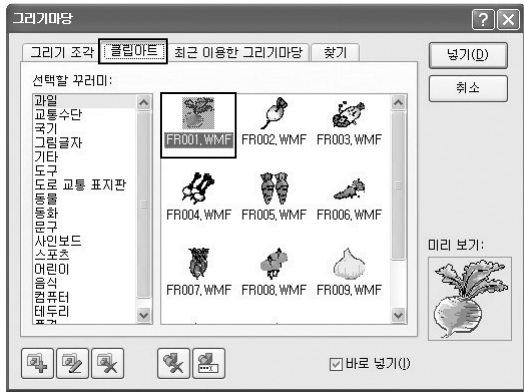 그리기마당
그리기 조각 클립아트 최근 이용한 그리기마당 찾기
넣기(D)
취소
선택할 꾸러미:
과일
교통수단
국기
그림글자
기타
도구
도로 교통 표지판
동물
동화
문구
사인보드
스포츠
어린이
음식
컴퓨터
테두리
FR001.WMF FR002.WMF FR003.WMF
FR004.WMF FR005.WMF FR006.WMF
FR007.WMF FR008.WMF FR009.WMF
미리 보기:
바로 넣기(I)